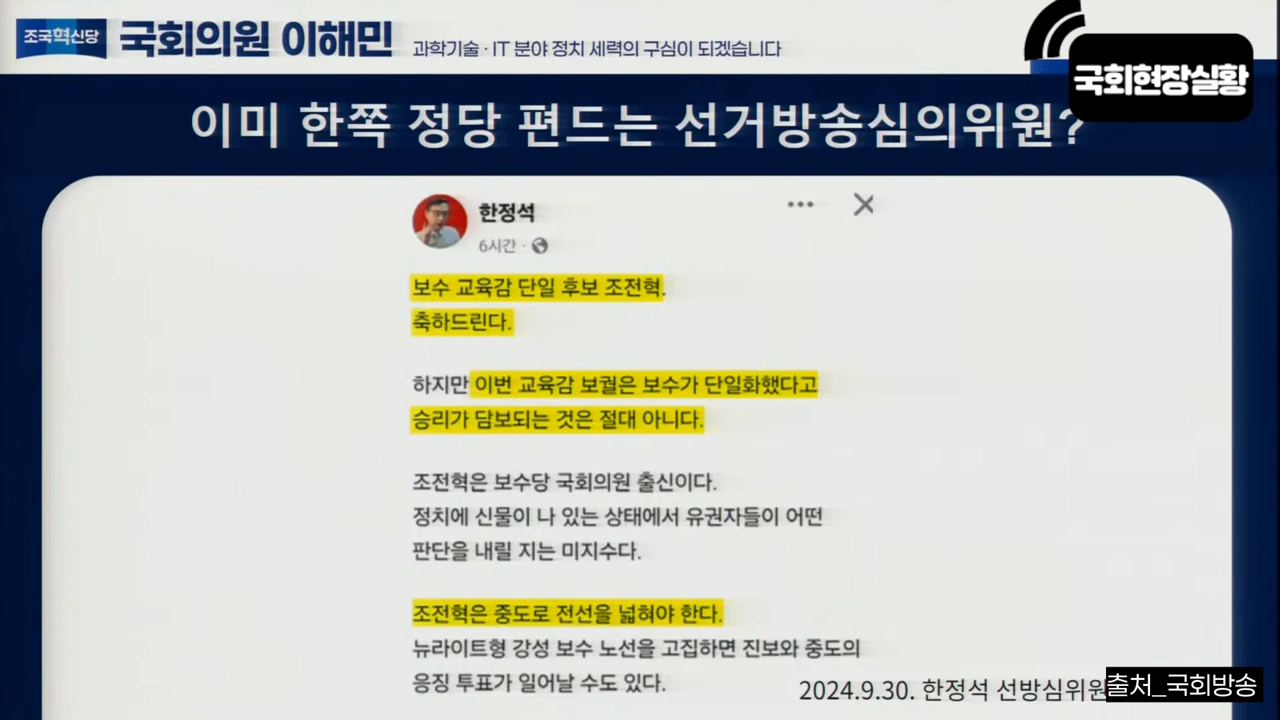 조국혁신당 국회의원 이해민 과학기술·IT 분야 정치 세력의 구심이 되겠습니다
국회현장실황
이미 한쪽 정당 편드는 선거방송심의위원?
한정석
6시간 ·
보수 교육감 단일 후보 조전혁.
축하드린다.
하지만 이번 교육감 보궐은 보수가 단일화했다고
승리가 담보되는 것은 절대 아니다.
조전혁은 보수당 국회의원 출신이다.
정치에 신물이 나 있는 상태에서 유권자들이 어떤
판단을 내릴 지는 미지수다.
조전혁은 중도로 전선을 넓혀야 한다.
뉴라이트형 강성 보수 노선을 고집하면 진보와 중도의
응징 투표가 일어날 수도 있다.
2024.9.30. 한정석 선방심위원
출처_국회방송